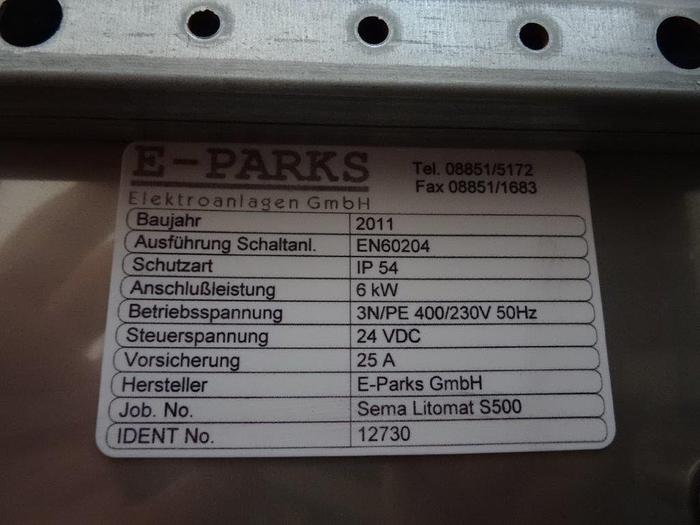 E-PARKS
Tel. 08851/5172
Fax 08851/1683
Elektroanlagen GmbH
Baujahr 2011
Ausführung Schaltanl. EN60204
Schutzart IP 54
Anschlußleistung 6 kW
Betriebsspannung 3N/PE 400/230V 50Hz
Steuerspannung 24 VDC
Vorsicherung 25 A
Hersteller E-Parks GmbH
Job. No. Sema Litomat S500
IDENT No. 12730